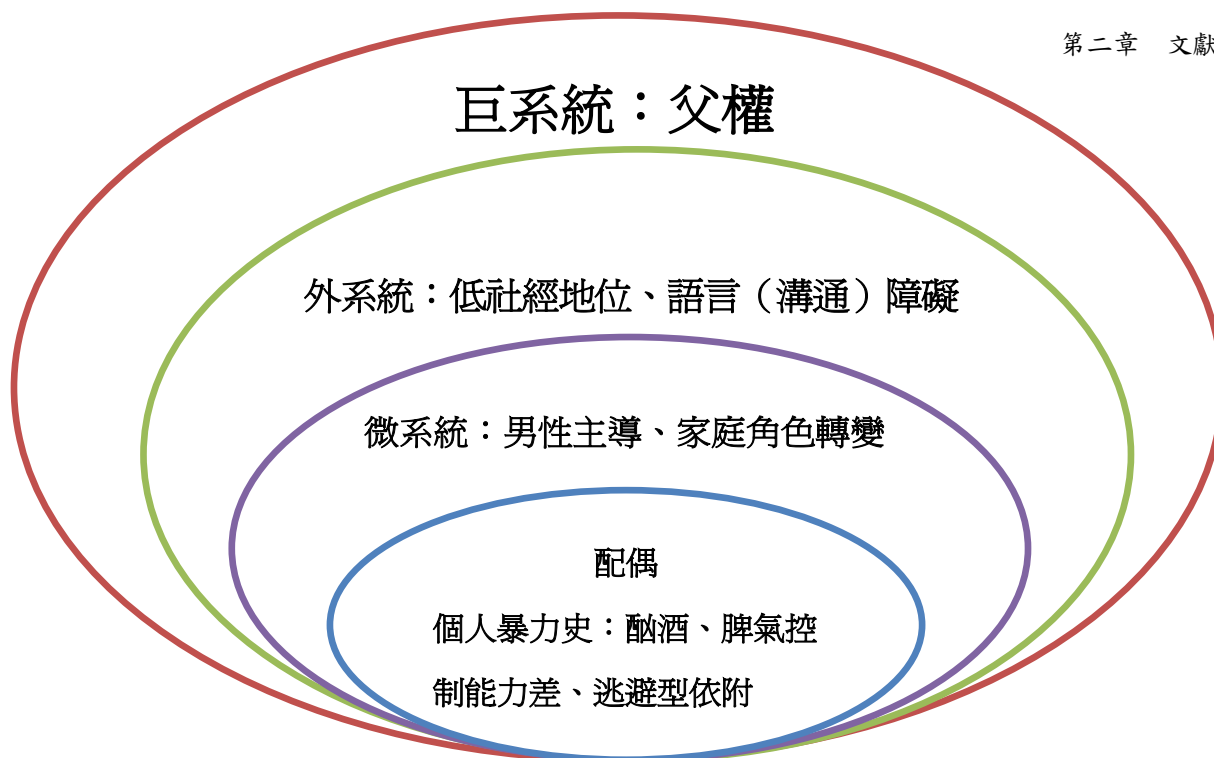 第二章　文獻
巨系統：父權
外系統：低社經地位、語言（溝通）障礙
微系統：男性主導、家庭角色轉變
配偶
個人暴力史：酗酒、脾氣控
制能力差、逃避型依附